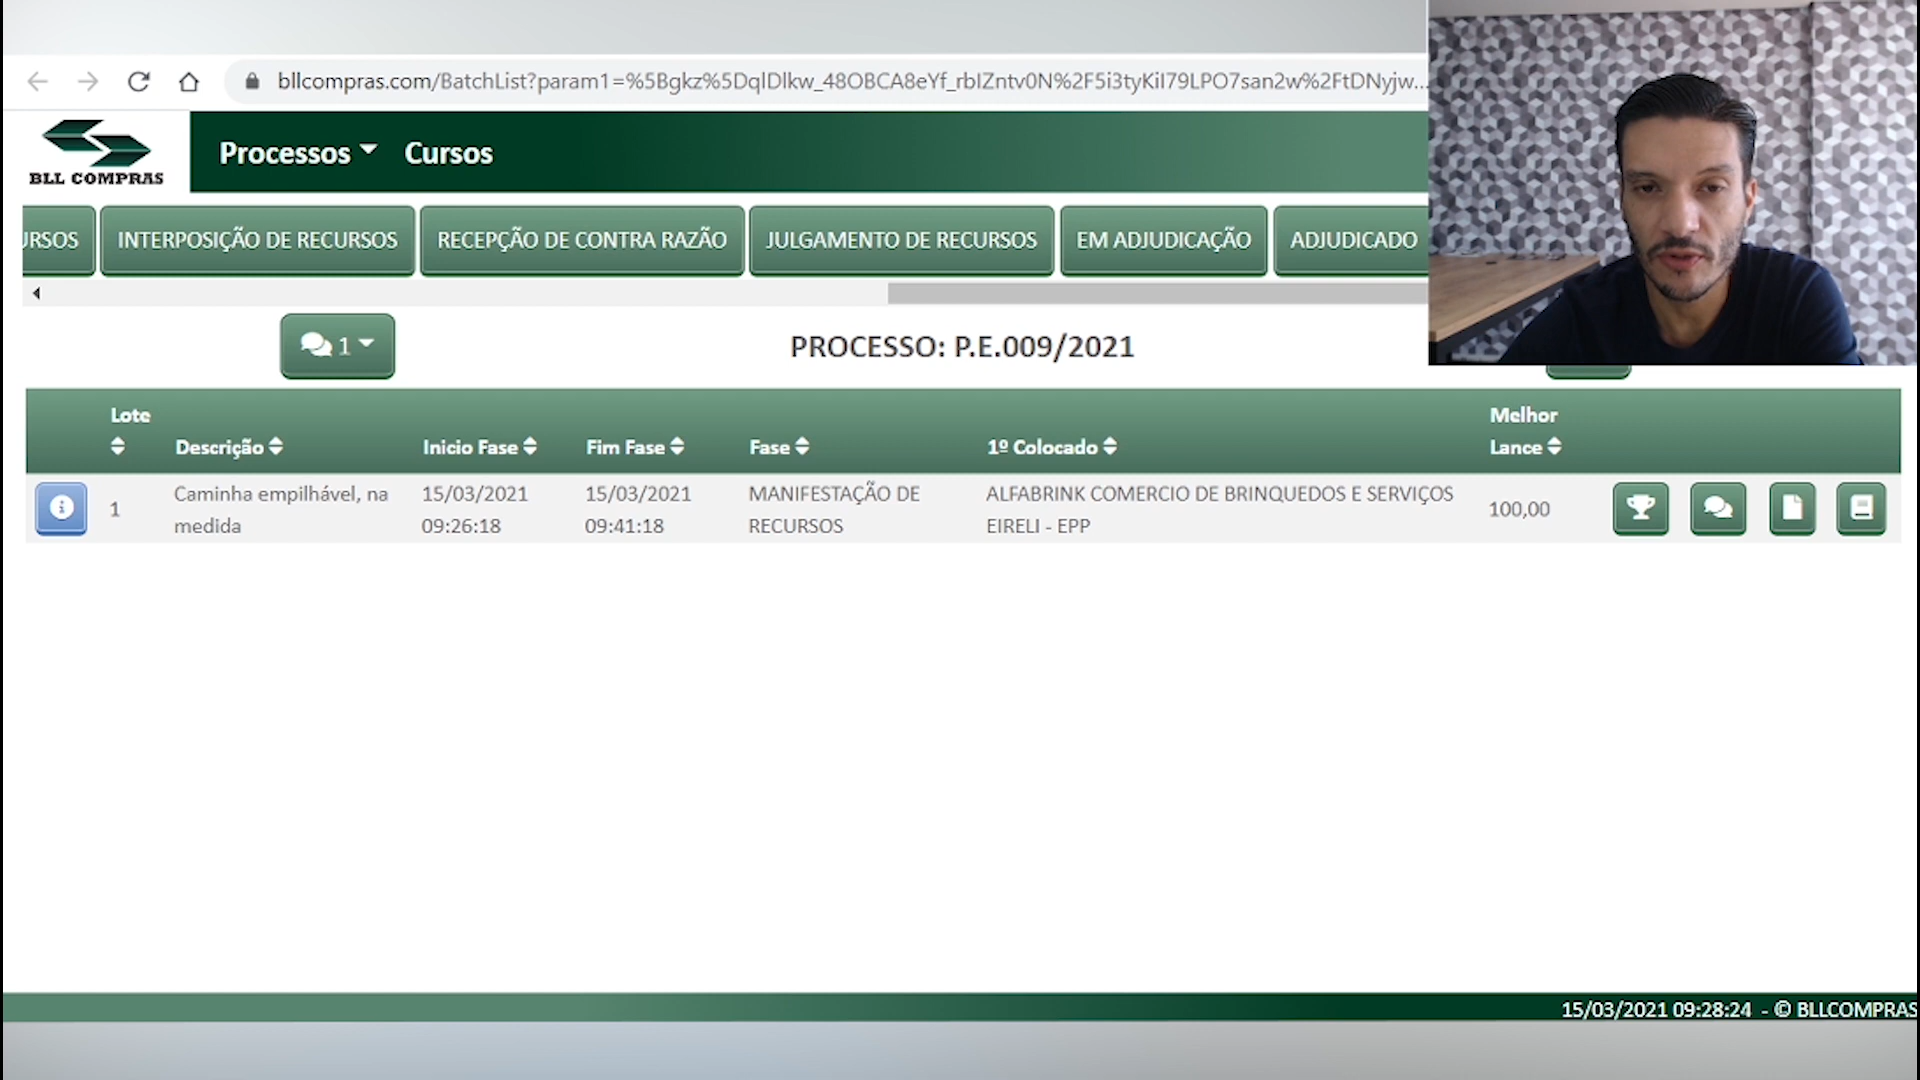 bllcompras.com/BatchList?param1=%5Bgkz%5DqlDlkw_48OBCA8eYf_rbIZntv0N%2F5i3tyKiI79LPO7san2w%2FtDNyjw...
BLL COMPRAS
Processos Cursos
URSOS INTERPOSIÇÃO DE RECURSOS RECEPÇÃO DE CONTRA RAZÃO JULGAMENTO DE RECURSOS EM ADJUDICAÇÃO ADJUDICADO
1 PROCESSO: P.E.009/2021
Lote Descrição Inicio Fase Fim Fase Fase 1º Colocado Melhor Lance
1 Caminha empilhável, na medida 15/03/2021 09:26:18 15/03/2021 09:41:18 MANIFESTAÇÃO DE RECURSOS ALFABRINK COMERCIO DE BRINQUEDOS E SERVIÇOS EIRELI - EPP 100,00
15/03/2021 09:28:24 - © BLLCOMPRAS